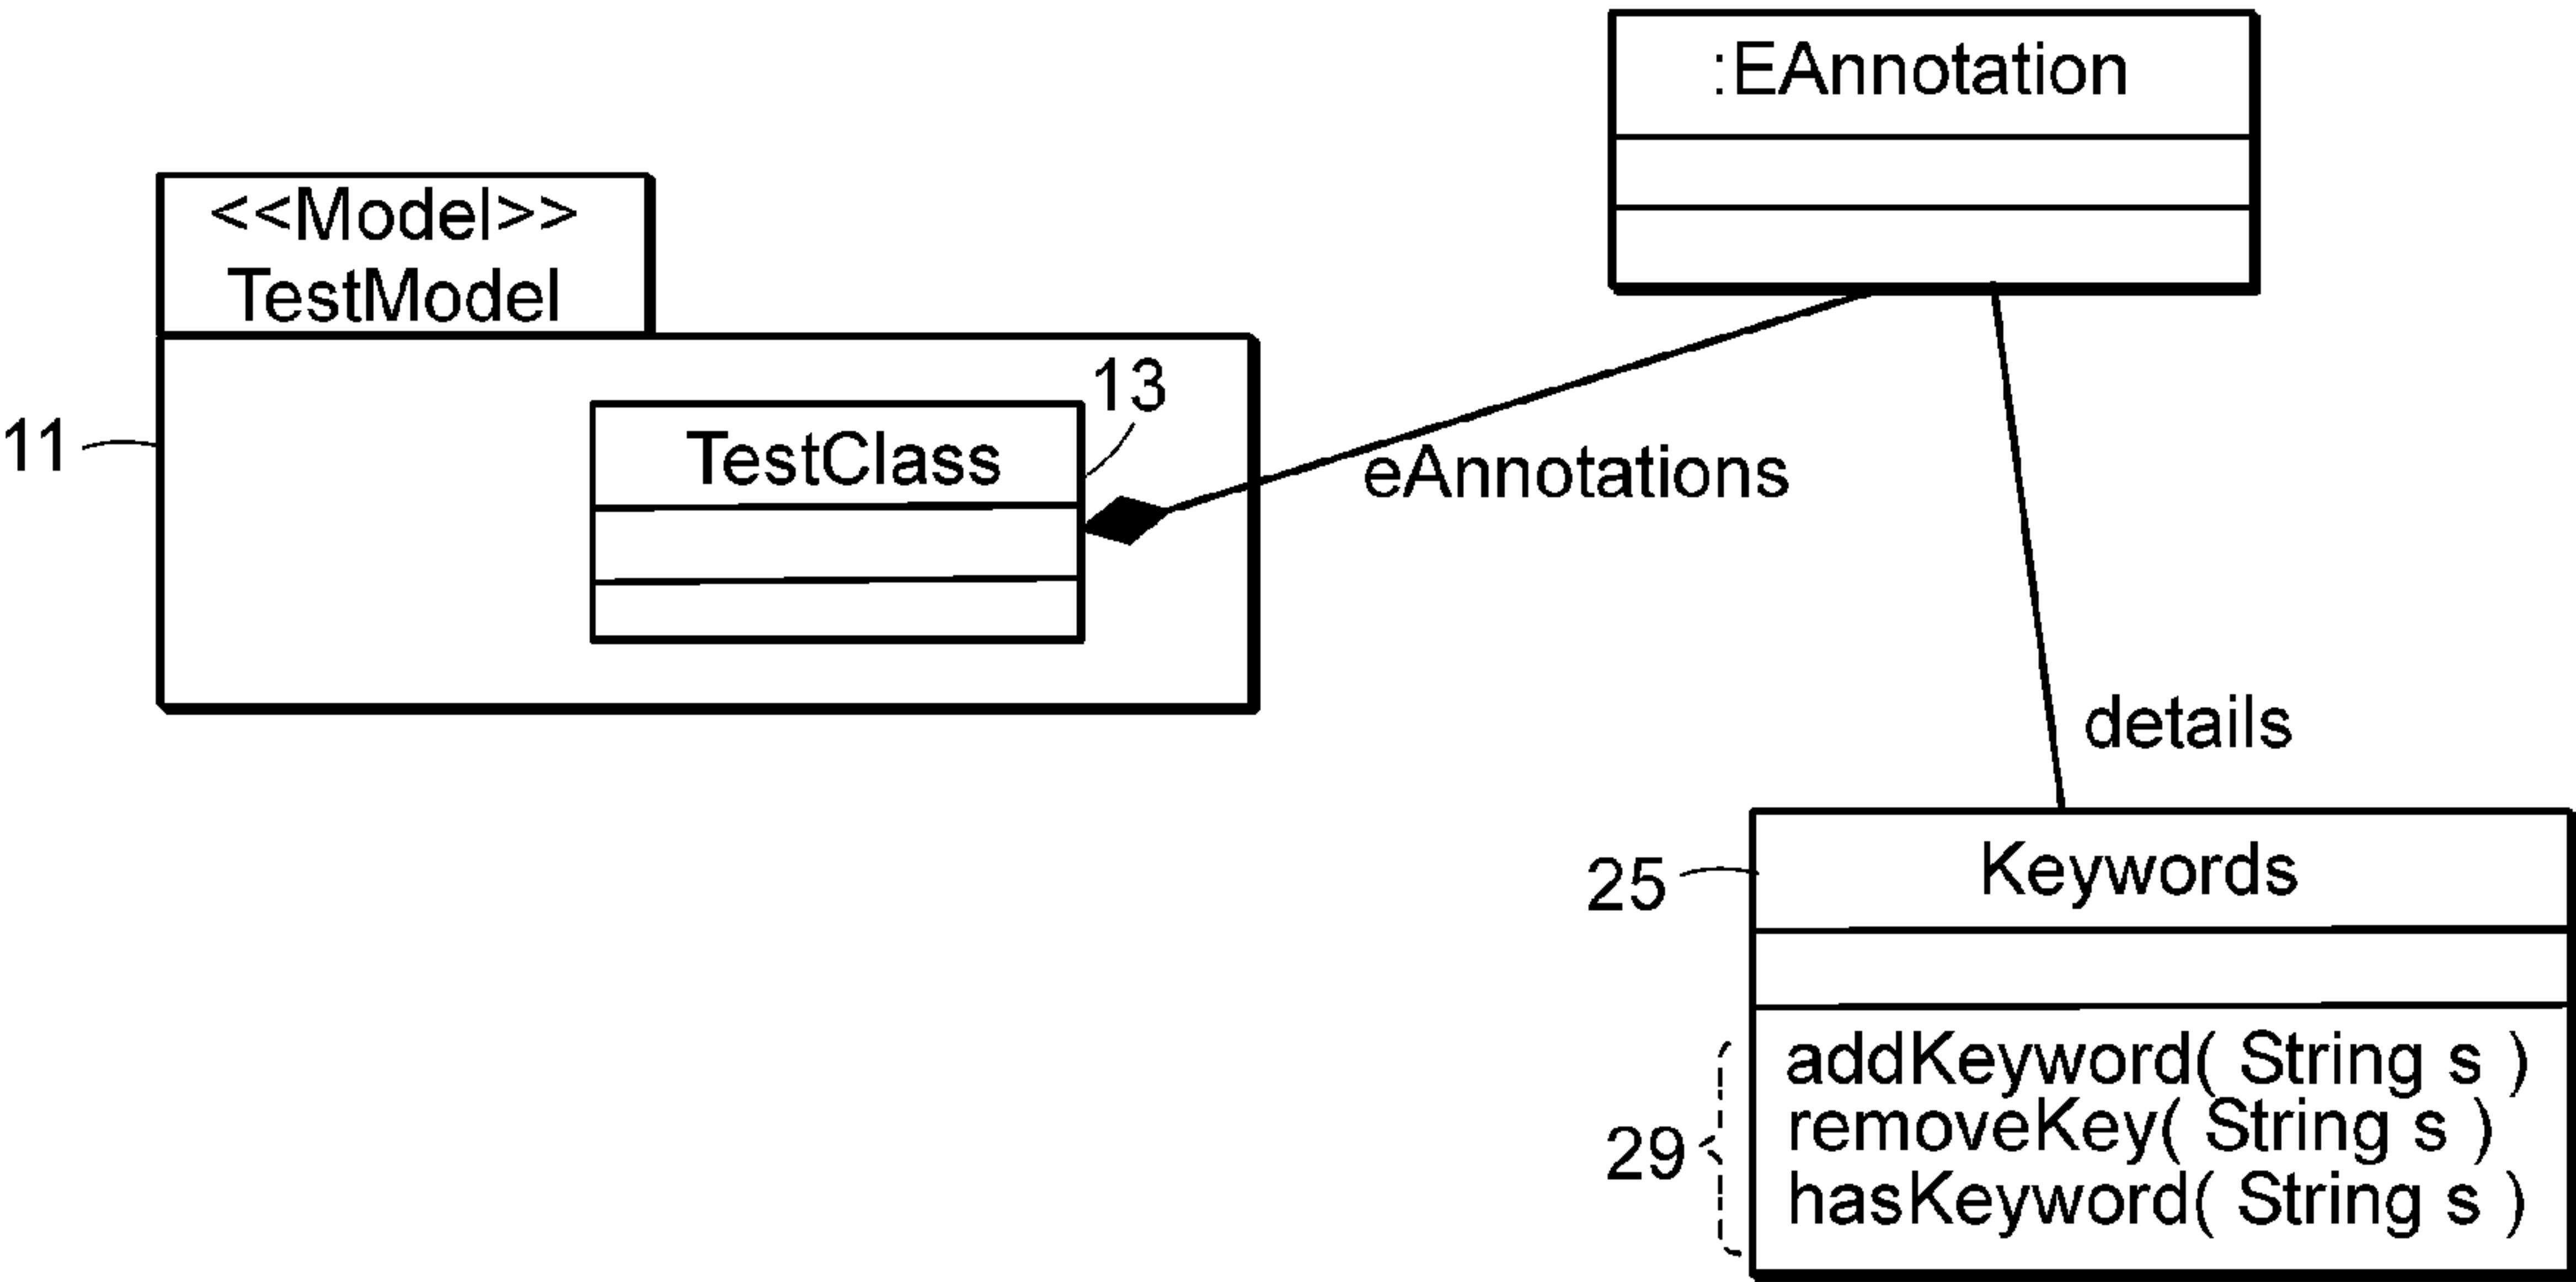 :EAnnotation
<<Model>>
TestModel
13
11
TestClass
eAnnotations
details
25
Keywords
29
addKeyword( String s )
removeKey( String s )
hasKeyword( String s )